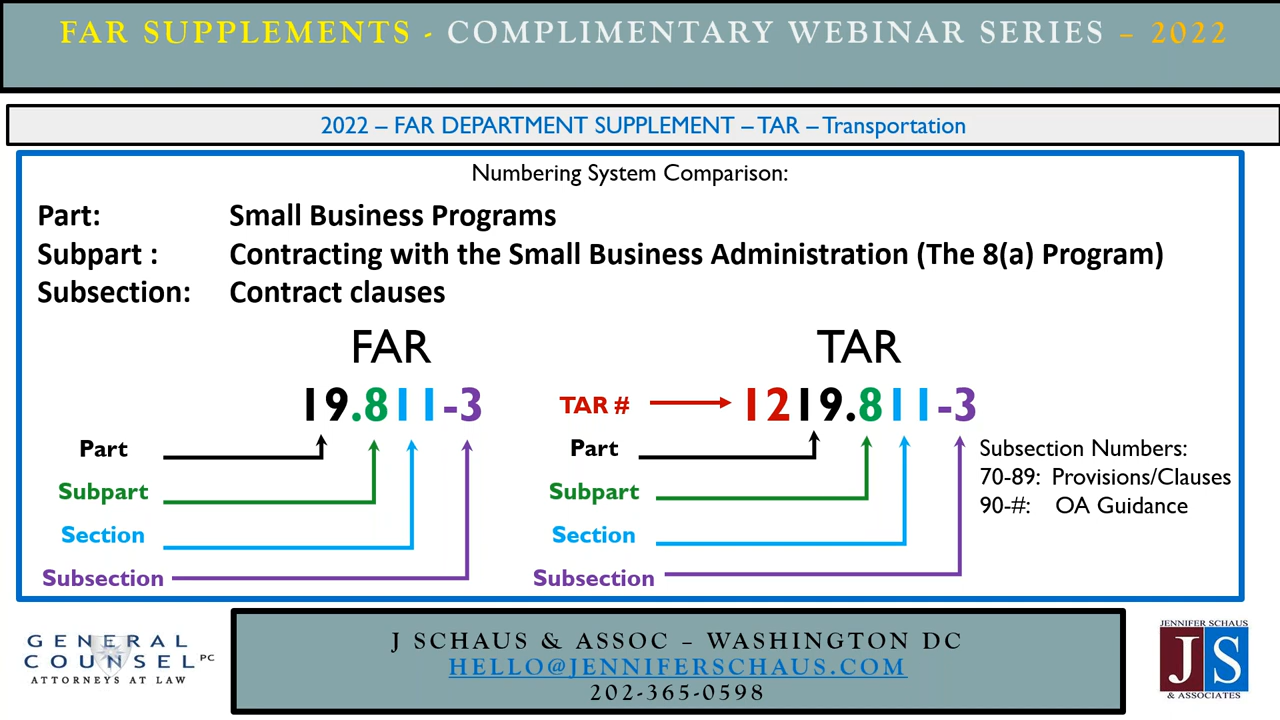 FAR SUPPLEMENTS - COMPLIMENTARY WEBINAR SERIES – 2022
2022 – FAR DEPARTMENT SUPPLEMENT – TAR – Transportation
Numbering System Comparison:
Part: Small Business Programs
Subpart : Contracting with the Small Business Administration (The 8(a) Program)
Subsection: Contract clauses
FAR
19.811-3
Part
Subpart
Section
Subsection
TAR
TAR # 1219.811-3
Part
Subpart
Section
Subsection
Subsection Numbers:
70-89: Provisions/Clauses
90-#: OA Guidance
GENERAL
COUNSEL PC
ATTORNEYS AT LAW
J SCHAUS & ASSOC – WASHINGTON DC
HELLO@JENNIFERSCHAUS.COM
202-365-0598
JENNIFER SCHAUS
JS
& ASSOCIATES